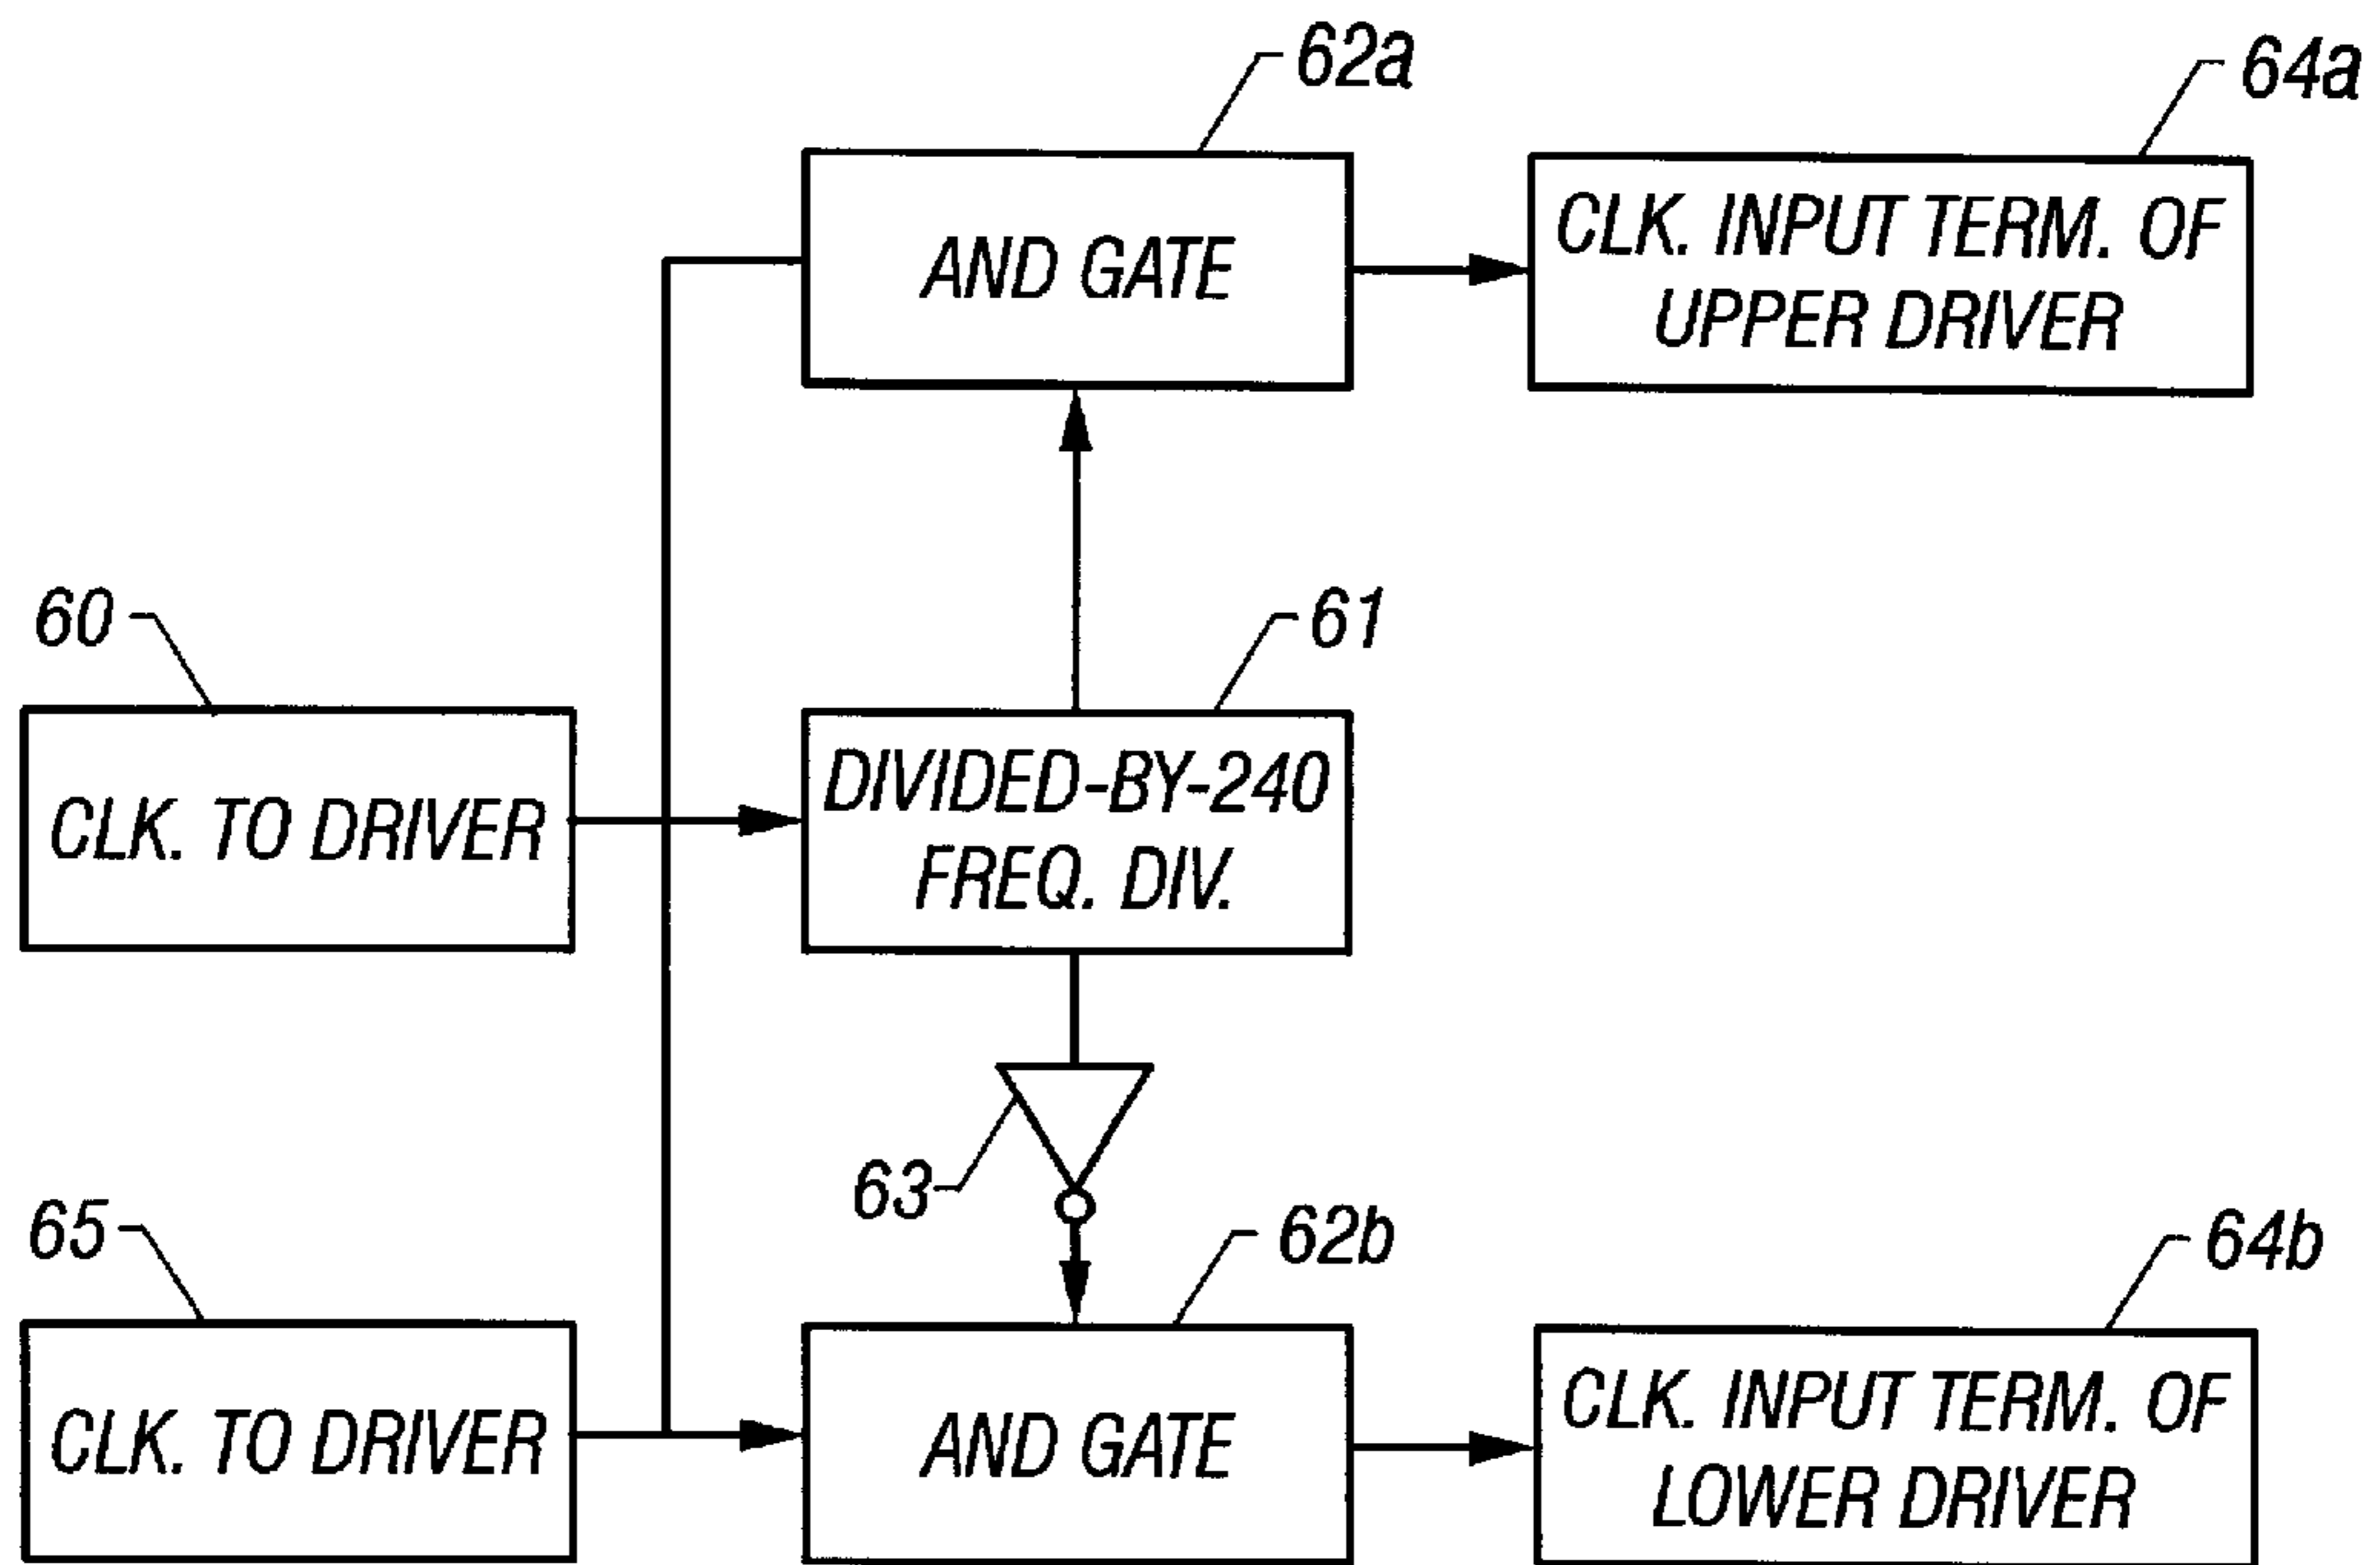 62a
64a
AND GATE
CLK. INPUT TERM. OF
UPPER DRIVER
60
61
CLK. TO DRIVER
DIVIDED-BY-240
FREQ. DIV.
63
65
62b
64b
CLK. TO DRIVER
AND GATE
CLK. INPUT TERM. OF
LOWER DRIVER